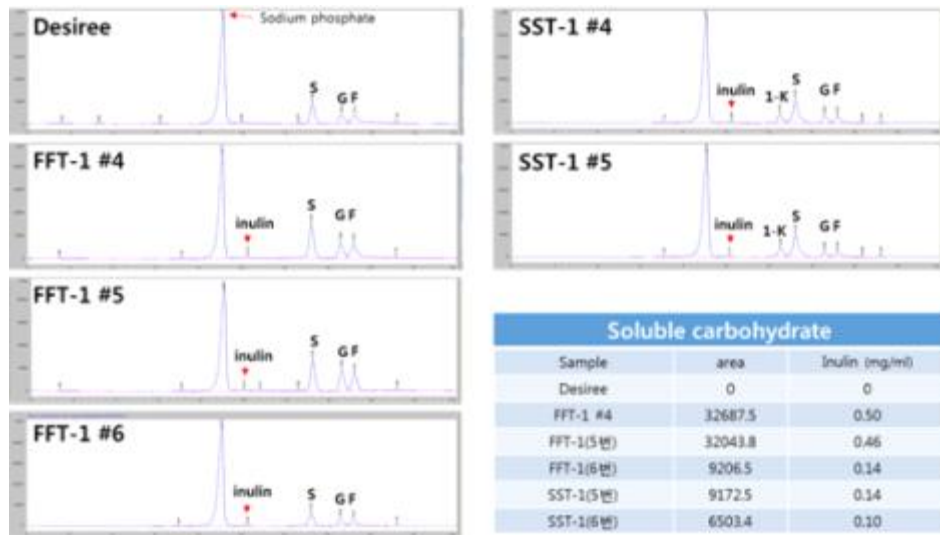 Desiree
Sodium phosphate
S
G F
FFT-1 #4
inulin
S
G F
FFT-1 #5
inulin
S
G F
FFT-1 #6
inulin
S
G F
SST-1 #4
inulin
1-K
S
G F
SST-1 #5
inulin
1-K
S
G F
Soluble carbohydrate
Sample area Inulin (mg/ml)
Desiree 0 0
FFT-1 #4 32687.5 0.50
FFT-1(5번) 32043.8 0.46
FFT-1(6번) 9206.5 0.14
SST-1(5번) 9172.5 0.14
SST-1(6번) 6503.4 0.10